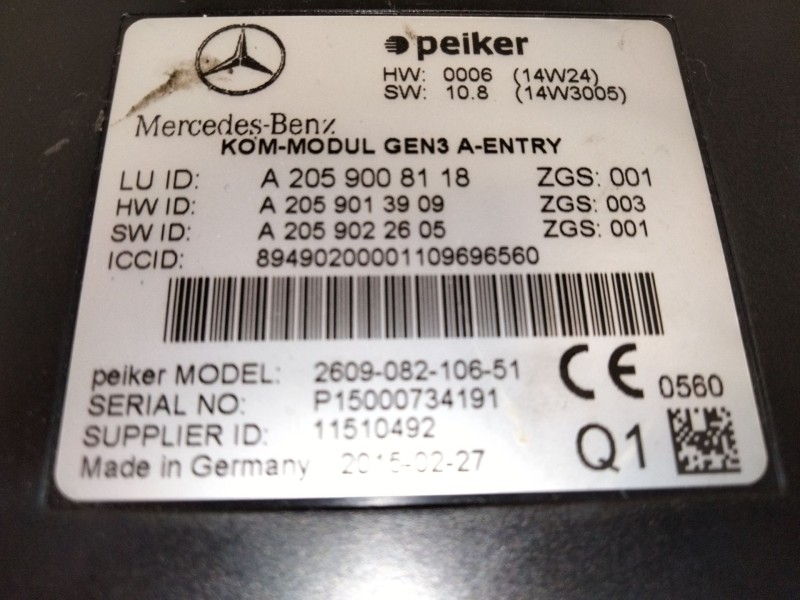 peiker
HW: 0006 (14W24)
SW: 10.8 (14W3005)
Mercedes-Benz
KOM-MODUL GEN3 A-ENTRY
LU ID: A 205 900 81 18 ZGS: 001
HW ID: A 205 901 39 09 ZGS: 003
SW ID: A 205 902 26 05 ZGS: 001
ICCID: 89490200001109696560
peiker MODEL: 2609-082-106-51
SERIAL NO: P15000734191
SUPPLIER ID: 11510492
Made in Germany 2015-02-27
CE 0560
Q1